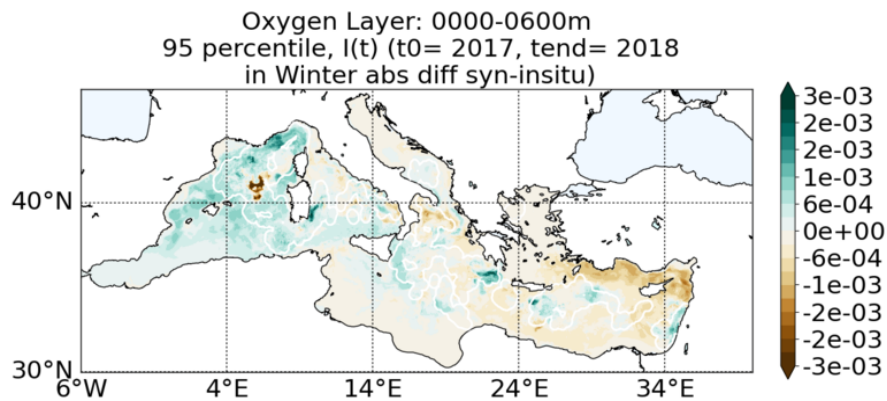 Oxygen Layer: 0000-0600m
95 percentile, I(t) (t0= 2017, tend= 2018
in Winter abs diff syn-insitu)
3e-03
2e-03
2e-03
1e-03
6e-04
0e+00
-6e-04
-1e-03
-2e-03
-2e-03
-3e-03
40°N
30°N
6°W
4°E
14°E
24°E
34°E